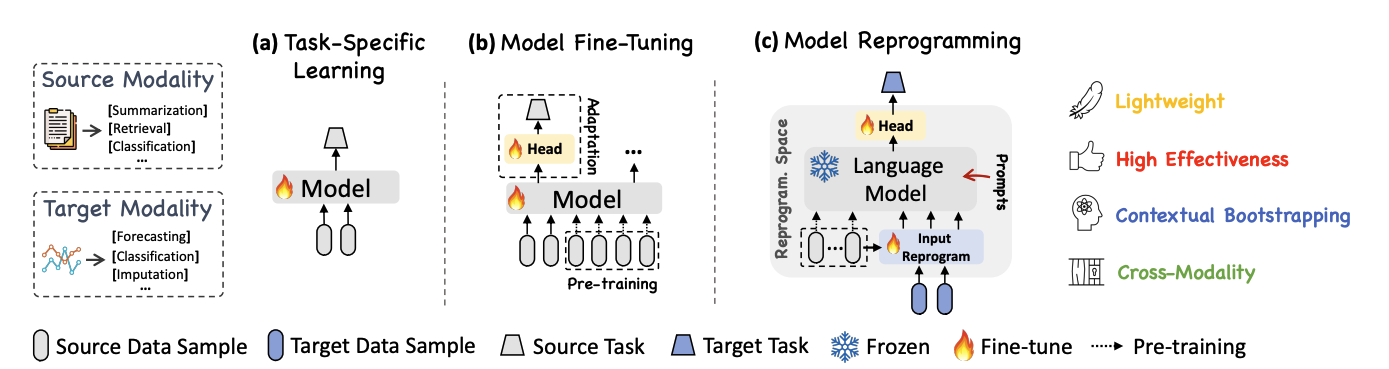 (a) Task-Specific
Learning
(b) Model Fine-Tuning
(c) Model Reprogramming
Source Modality
[Summarization]
[Retrieval]
[Classification]
...
Target Modality
[Forecasting]
[Classification]
[Imputation]
...
Model
Head
Adaptation
...
Model
Pre-training
Reprogram. Space
Head
Language
Model
Prompts
...
Input
Reprogram
Lightweight
High Effectiveness
Contextual Bootstrapping
Cross-Modality
Source Data Sample
Target Data Sample
Source Task
Target Task
Frozen
Fine-tune
Pre-training